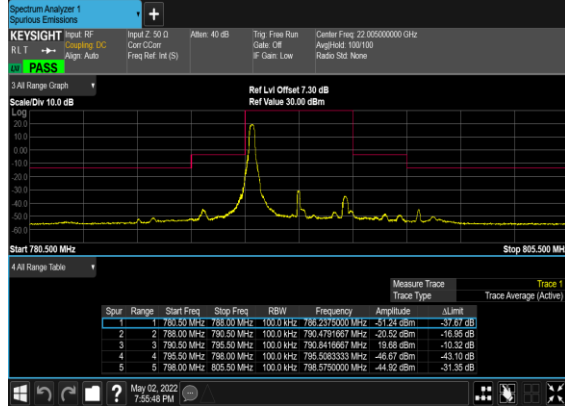 Spectrum Analyzer 1
Spurious Emissions
+
KEYSIGHT Input: RF Input Z: 50 Ω Atten: 40 dB Trig: Free Run Center Freq: 22.005000000 GHz
RLT Coupling: DC Corr CCorr Gate: Off Avg|Hold: 100/100
Align: Auto Freq Ref: Int (S) IF Gain: Low Radio Std: None
PASS
3 All Range Graph
Ref Lvl Offset 7.30 dB
Scale/Div 10.0 dB Ref Value 30.00 dBm
Log
20.0
10.0
0.00
-10.0
-20.0
-30.0
-40.0
-50.0
-60.0
Start 780.500 MHz Stop 805.500 MH
4 All Range Table
Measure Trace Trace 1
Trace Type Trace Average (Active)
Spur Range Start Freq Stop Freq RBW Frequency Amplitude ΔLimit
1 1 780.50 MHz 788.00 MHz 100.0 kHz 786.2375000 MHz -51.24 dBm -37.67 dB
2 2 788.00 MHz 790.50 MHz 100.0 kHz 790.4791667 MHz -20.52 dBm -16.95 dB
3 3 790.50 MHz 795.50 MHz 100.0 kHz 790.8416667 MHz 19.68 dBm -10.32 dB
4 4 795.50 MHz 798.00 MHz 100.0 kHz 795.5083333 MHz -46.67 dBm -43.10 dB
5 5 798.00 MHz 805.50 MHz 100.0 kHz 798.5750000 MHz -44.92 dBm -31.35 dB
?
May 02, 2022
7:55:48 PM